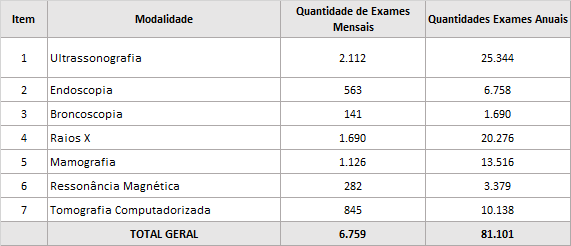 Item Modalidade Quantidade de Exames Mensais Quantidades Exames Anuais
1 Ultrassonografia 2.112 25.344
2 Endoscopia 563 6.758
3 Broncoscopia 141 1.690
4 Raios X 1.690 20.276
5 Mamografia 1.126 13.516
6 Ressonância Magnética 282 3.379
7 Tomografia Computadorizada 845 10.138
TOTAL GERAL 6.759 81.101